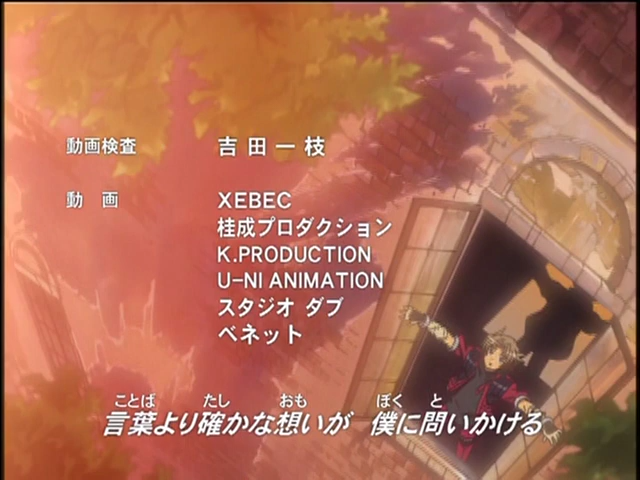 動画検査 吉田一枝
動 画 XEBEC
桂成プロダクション
K.PRODUCTION
U-NI ANIMATION
スタジオ ダブ
ベネット
ことば たし おも ぼく と
言葉より確かな想いが 僕に問いかける